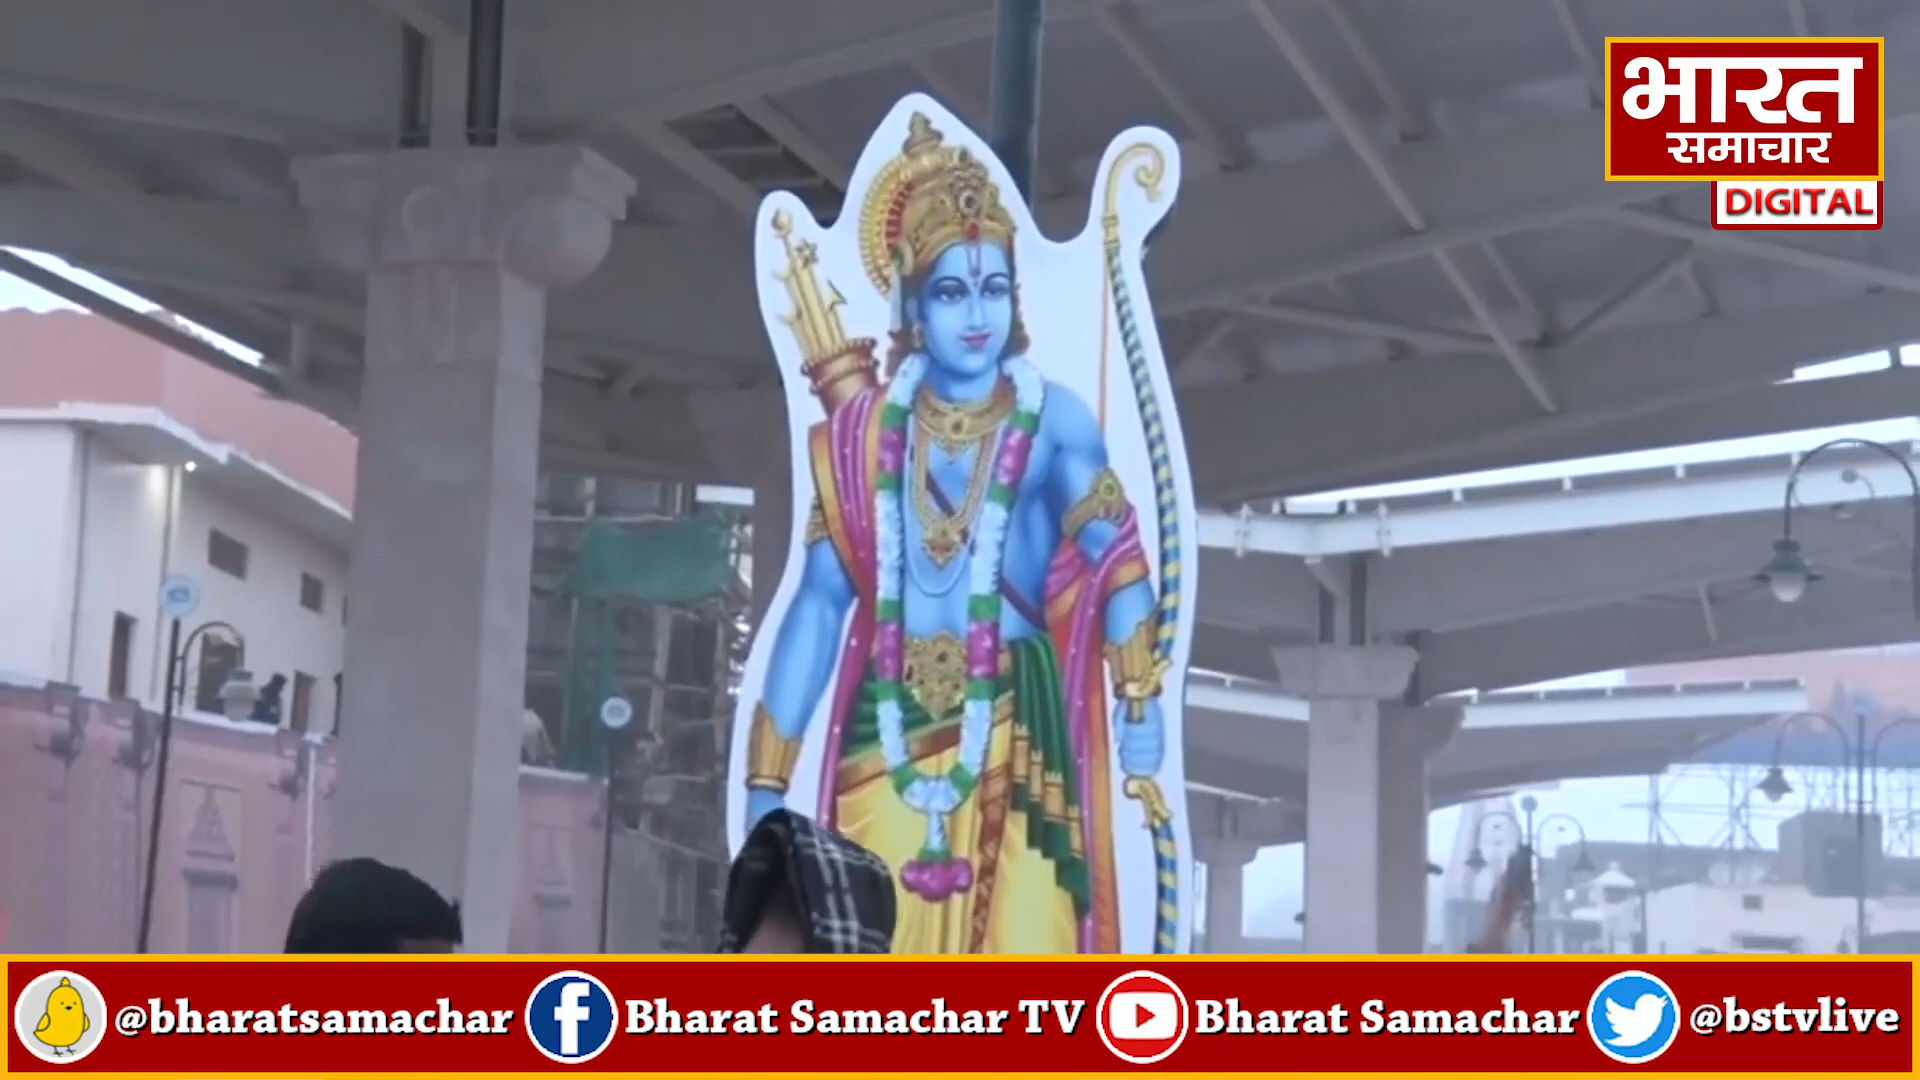 भारत
समाचार
DIGITAL
@bharatsamachar Bharat Samachar TV Bharat Samachar @bstvlive